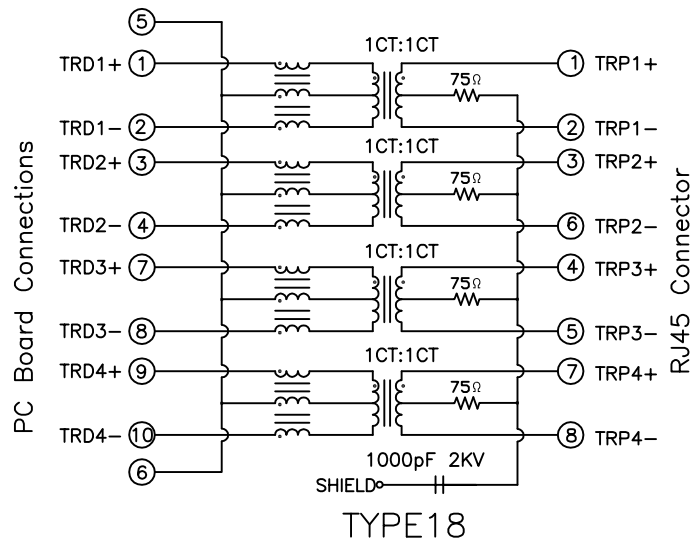 5
1CT:1CT
TRD1+ 1
75Ω
1 TRP1+
TRD1− 2
2 TRP1−
1CT:1CT
TRD2+ 3
75Ω
3 TRP2+
TRD2− 4
6 TRP2−
1CT:1CT
TRD3+ 7
75Ω
4 TRP3+
TRD3− 8
5 TRP3−
1CT:1CT
TRD4+ 9
75Ω
7 TRP4+
TRD4− 10
8 TRP4−
6
1000pF 2KV
SHIELD
PC Board Connections
RJ45 Connector
TYPE18